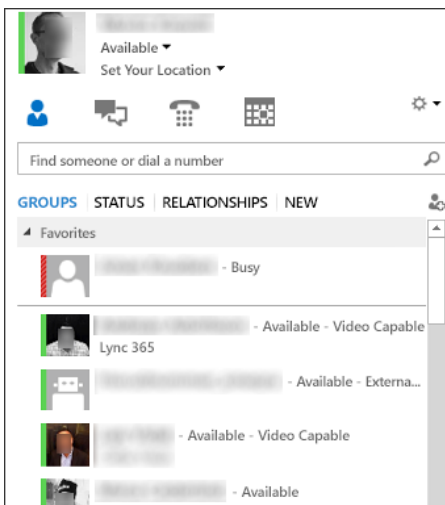 Available
Set Your Location
Find someone or dial a number
GROUPS STATUS RELATIONSHIPS NEW
Favorites
- Busy
- Available - Video Capable
Lync 365
- Available - Externa...
- Available - Video Capable
- Available